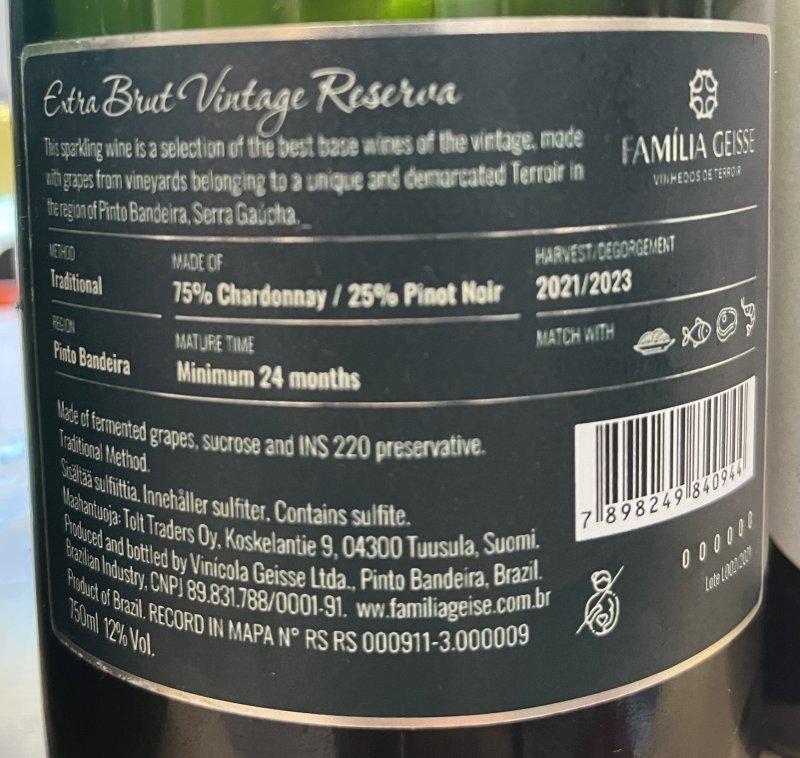 Extra Brut Vintage Reserva
This sparkling wine is a selection of the best base wines of the vintage, made
with grapes from vineyards belonging to a unique and demarcated Terroir in
the region of Pinto Bandeira, Serra Gaúcha.
FAMÍLIA GEISSE
VINHEDOS DE TERROIR
METHOD
Traditional
MADE OF
75% Chardonnay / 25% Pinot Noir
HARVEST/DEGORGEMENT
2021/2023
REGION
Pinto Bandeira
MATURE TIME
Minimum 24 months
MATCH WITH
Made of fermented grapes, sucrose and INS 220 preservative.
Traditional Method.
Sisältää sulfiittia. Innehåller sulfiter. Contains sulfite.
Maahantuoja: Tolt Traders Oy, Koskelantie 9, 04300 Tuusula, Suomi.
Produced and bottled by Vinícola Geisse Ltda., Pinto Bandeira, Brazil.
Brazilian Industry, CNPJ 89.831.788/0001-91. ww.familiageise.com.br
Product of Brazil. RECORD IN MAPA N° RS RS 000911-3.000009
750ml 12% Vol.
7 898249 840944
000000
Lote L002/2021